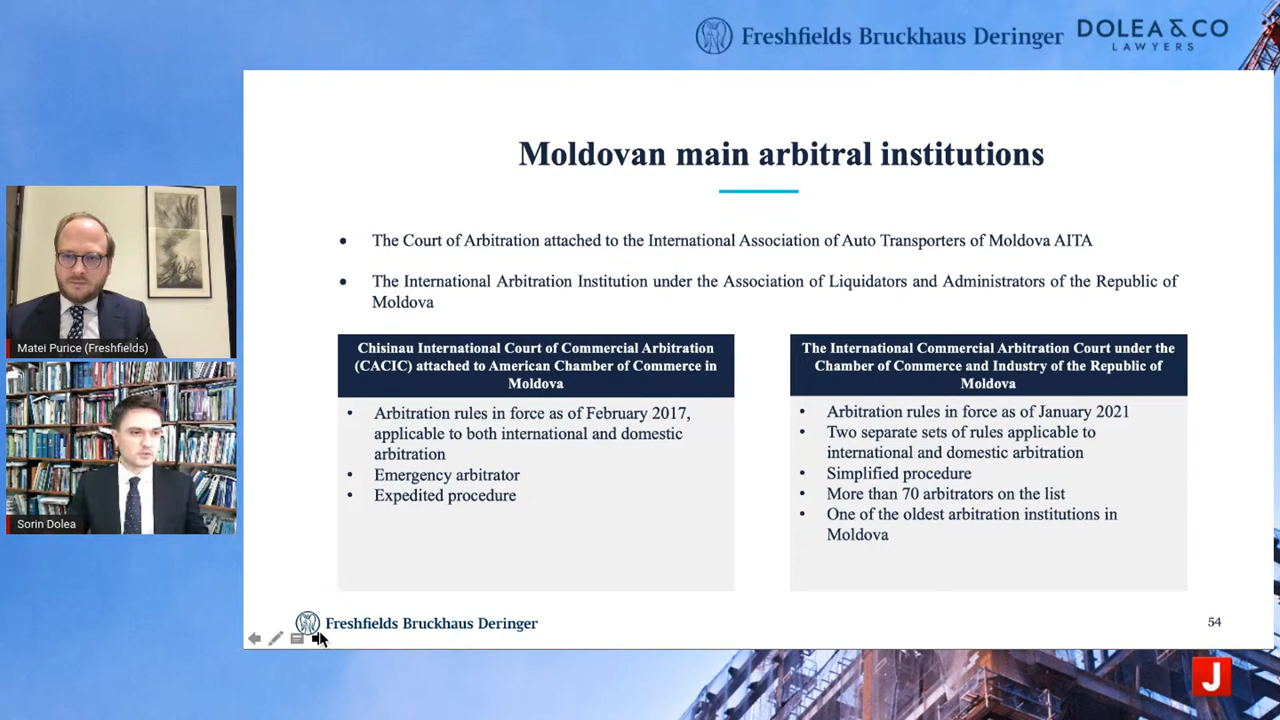 Freshfields Bruckhaus Deringer
DOLEA & CO
LAWYERS
Moldovan main arbitral institutions
• The Court of Arbitration attached to the International Association of Auto Transporters of Moldova AITA
• The International Arbitration Institution under the Association of Liquidators and Administrators of the Republic of
Moldova
Matei Purice (Freshfields)
Sorin Dolea
Chisinau International Court of Commercial Arbitration
(CACIC) attached to American Chamber of Commerce in
Moldova
• Arbitration rules in force as of February 2017,
applicable to both international and domestic
arbitration
• Emergency arbitrator
• Expedited procedure
The International Commercial Arbitration Court under the
Chamber of Commerce and Industry of the Republic of
Moldova
• Arbitration rules in force as of January 2021
• Two separate sets of rules applicable to
international and domestic arbitration
• Simplified procedure
• More than 70 arbitrators on the list
• One of the oldest arbitration institutions in
Moldova
Freshfields Bruckhaus Deringer
54
J